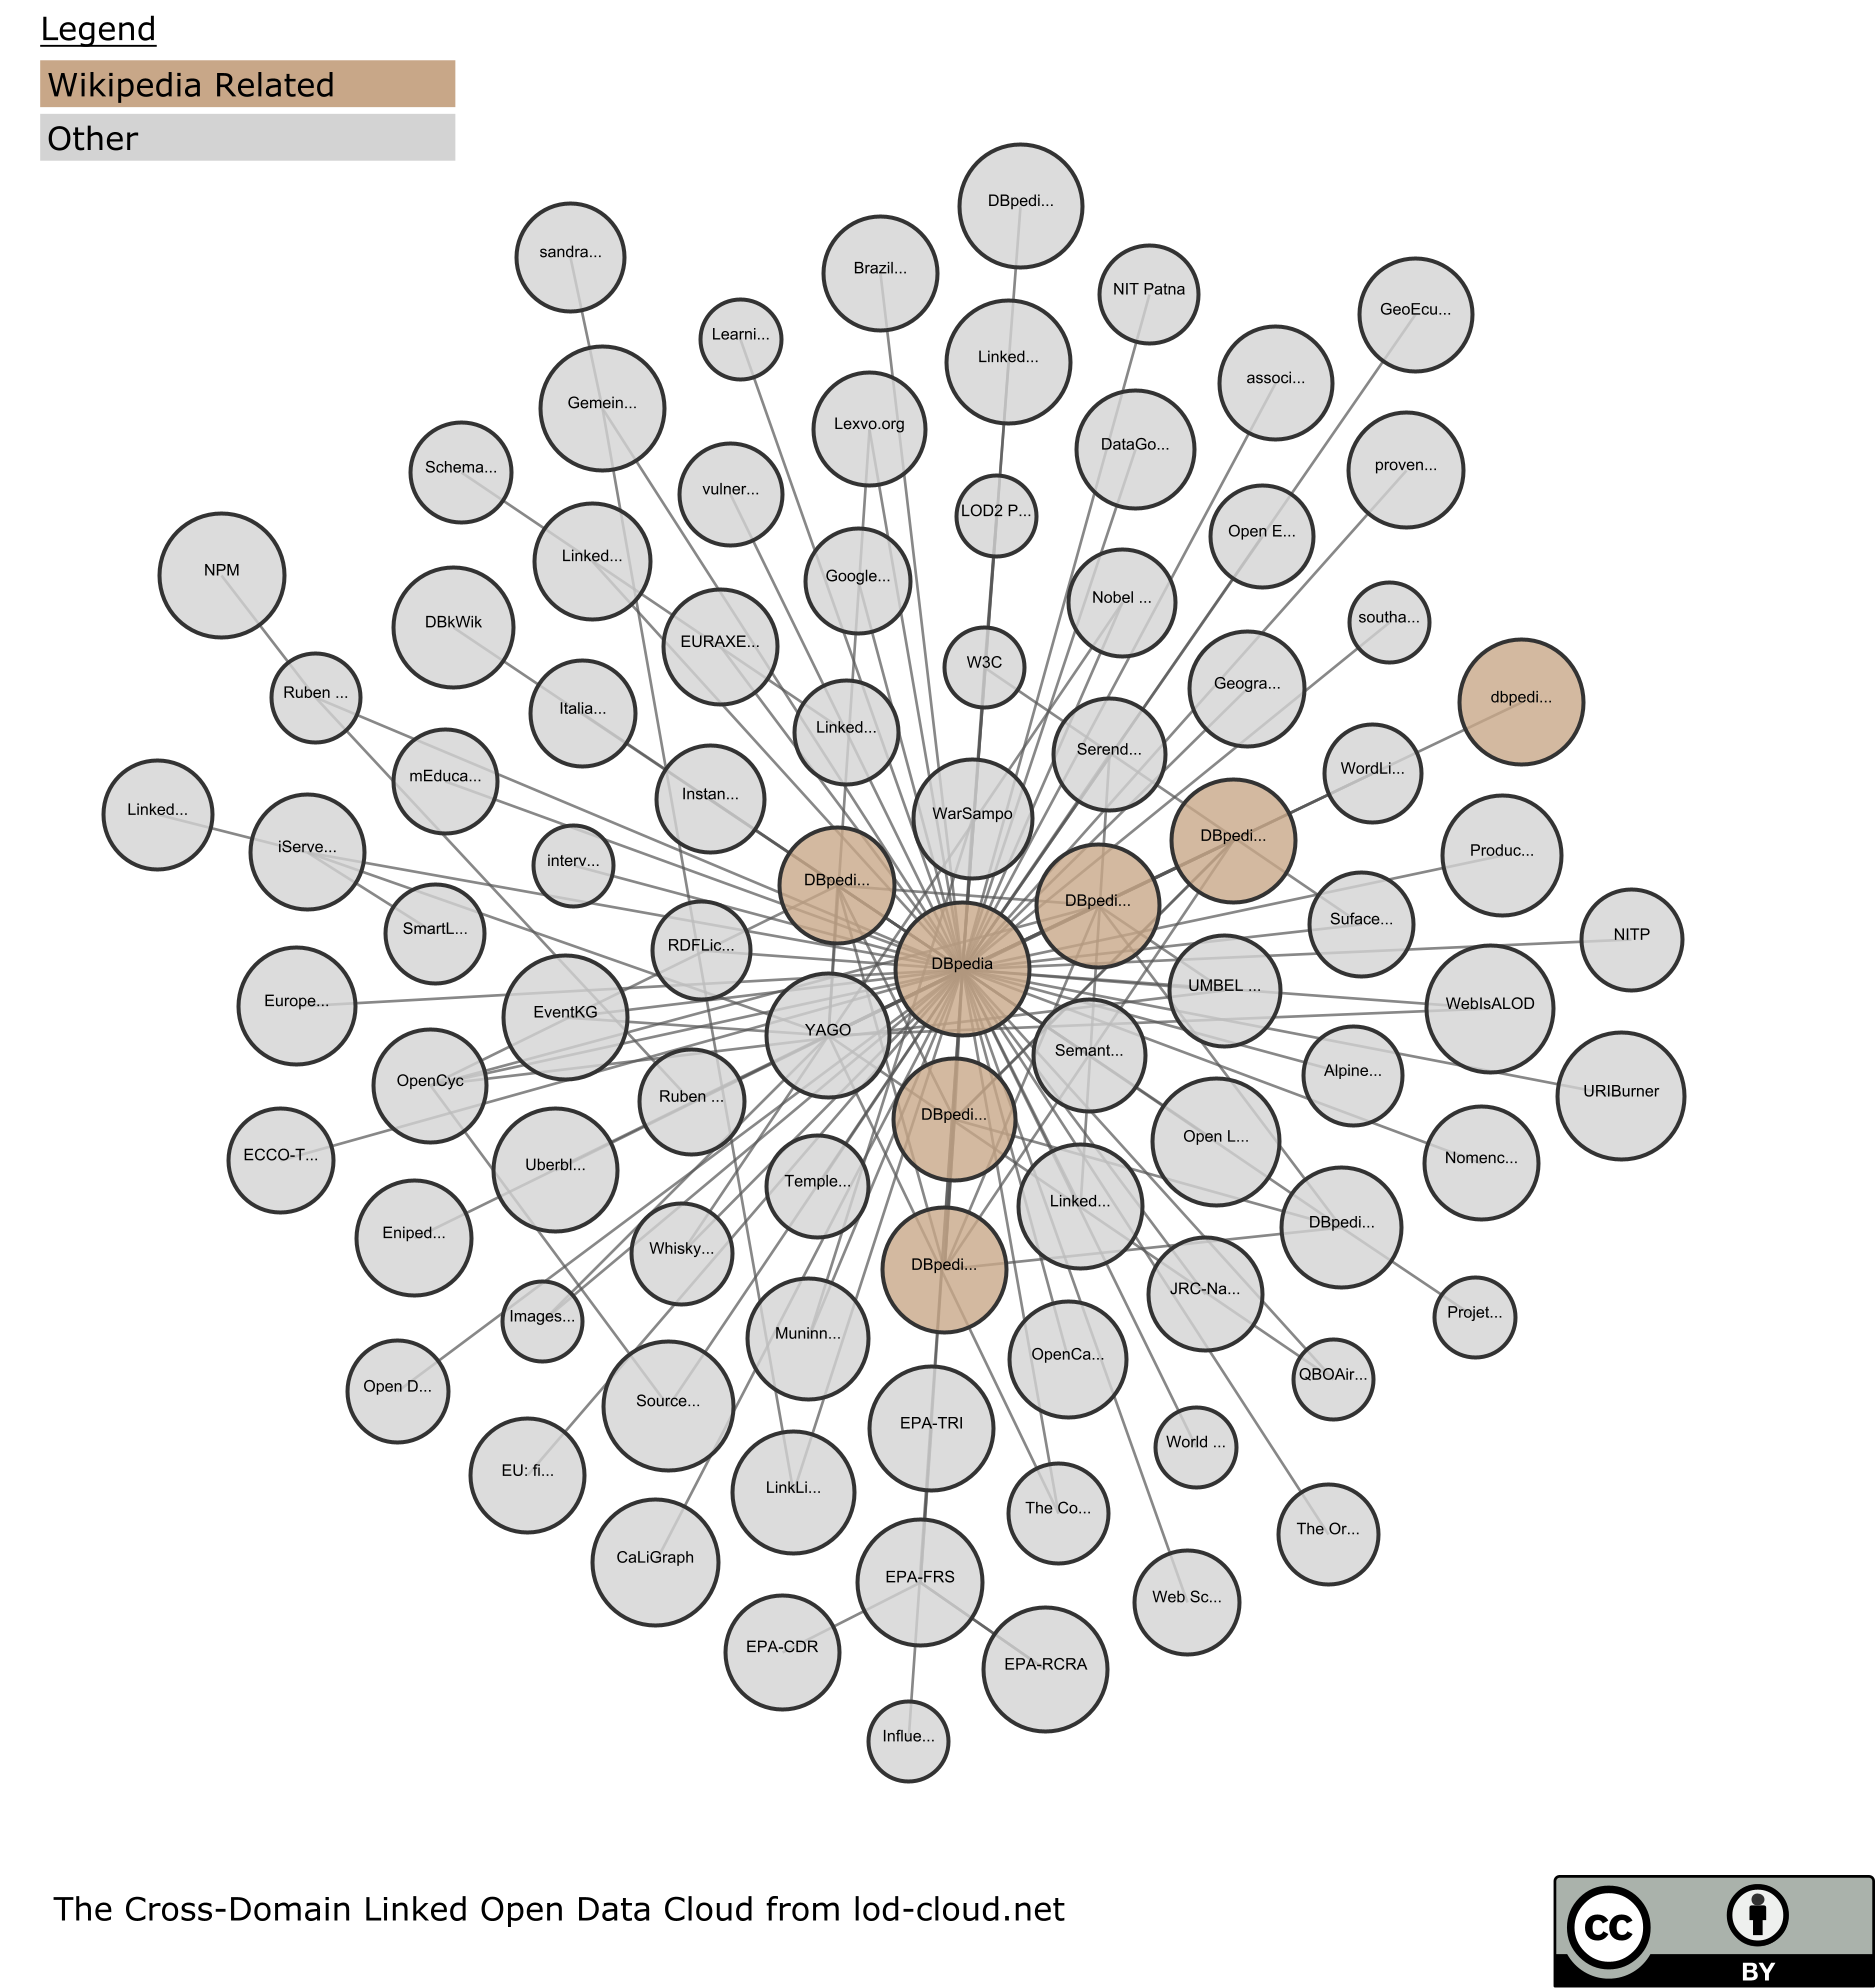 Legend
Wikipedia Related
Other
DBpedi...
sandra...
Brazil...
NIT Patna
GeoEcu...
Learni...
Linked...
associ...
Gemein...
Lexvo.org
DataGo...
Schema...
proven...
vulner...
LOD2 P...
Open E...
Linked...
NPM
Google...
Nobel ...
DBkWik
southa...
EURAXE...
W3C
Geogra...
Ruben ...
dbpedi...
Italia...
Linked...
Serend...
mEduca...
WordLi...
Instan...
Linked...
WarSampo
DBpedi...
iServe...
Produc...
interv...
DBpedi...
DBpedi...
SmartL...
RDFLic...
Suface...
NITP
DBpedia
Europe...
EventKG
UMBEL ...
WebIsALOD
YAGO
Semant...
OpenCyc
Alpine...
URIBurner
Ruben ...
DBpedi...
Open L...
ECCO-T...
Uberbl...
Nomenc...
Temple...
Linked...
DBpedi...
Eniped...
Whisky...
DBpedi...
JRC-Na...
Images...
Projet...
Muninn...
OpenCa...
QBOAir...
Open D...
Source...
EPA-TRI
World ...
EU: fi...
LinkLi...
The Co...
The Or...
CaLiGraph
EPA-FRS
Web Sc...
EPA-CDR
EPA-RCRA
Influe...
The Cross-Domain Linked Open Data Cloud from lod-cloud.net
cc
BY